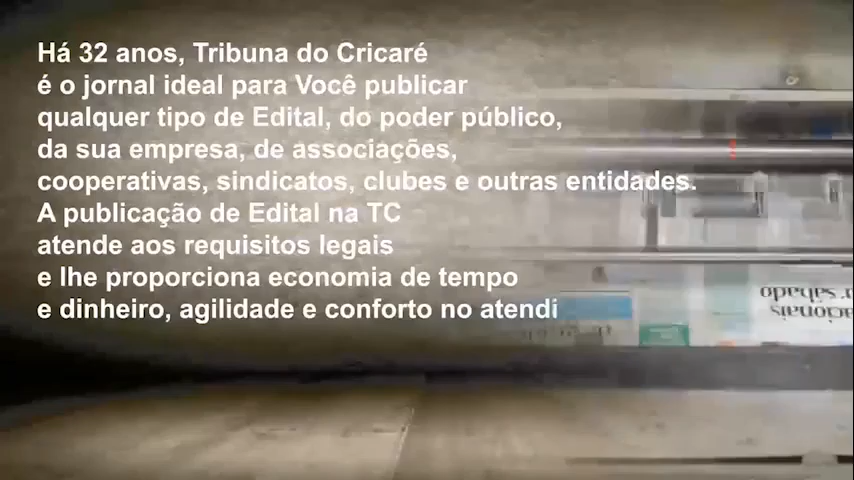 Há 32 anos, Tribuna do Cricaré
é o jornal ideal para Você publicar
qualquer tipo de Edital, do poder público,
da sua empresa, de associações,
cooperativas, sindicatos, clubes e outras entidades.
A publicação de Edital na TC
atende aos requisitos legais
e lhe proporciona economia de tempo
e dinheiro, agilidade e conforto no atendi
sábado
acionais